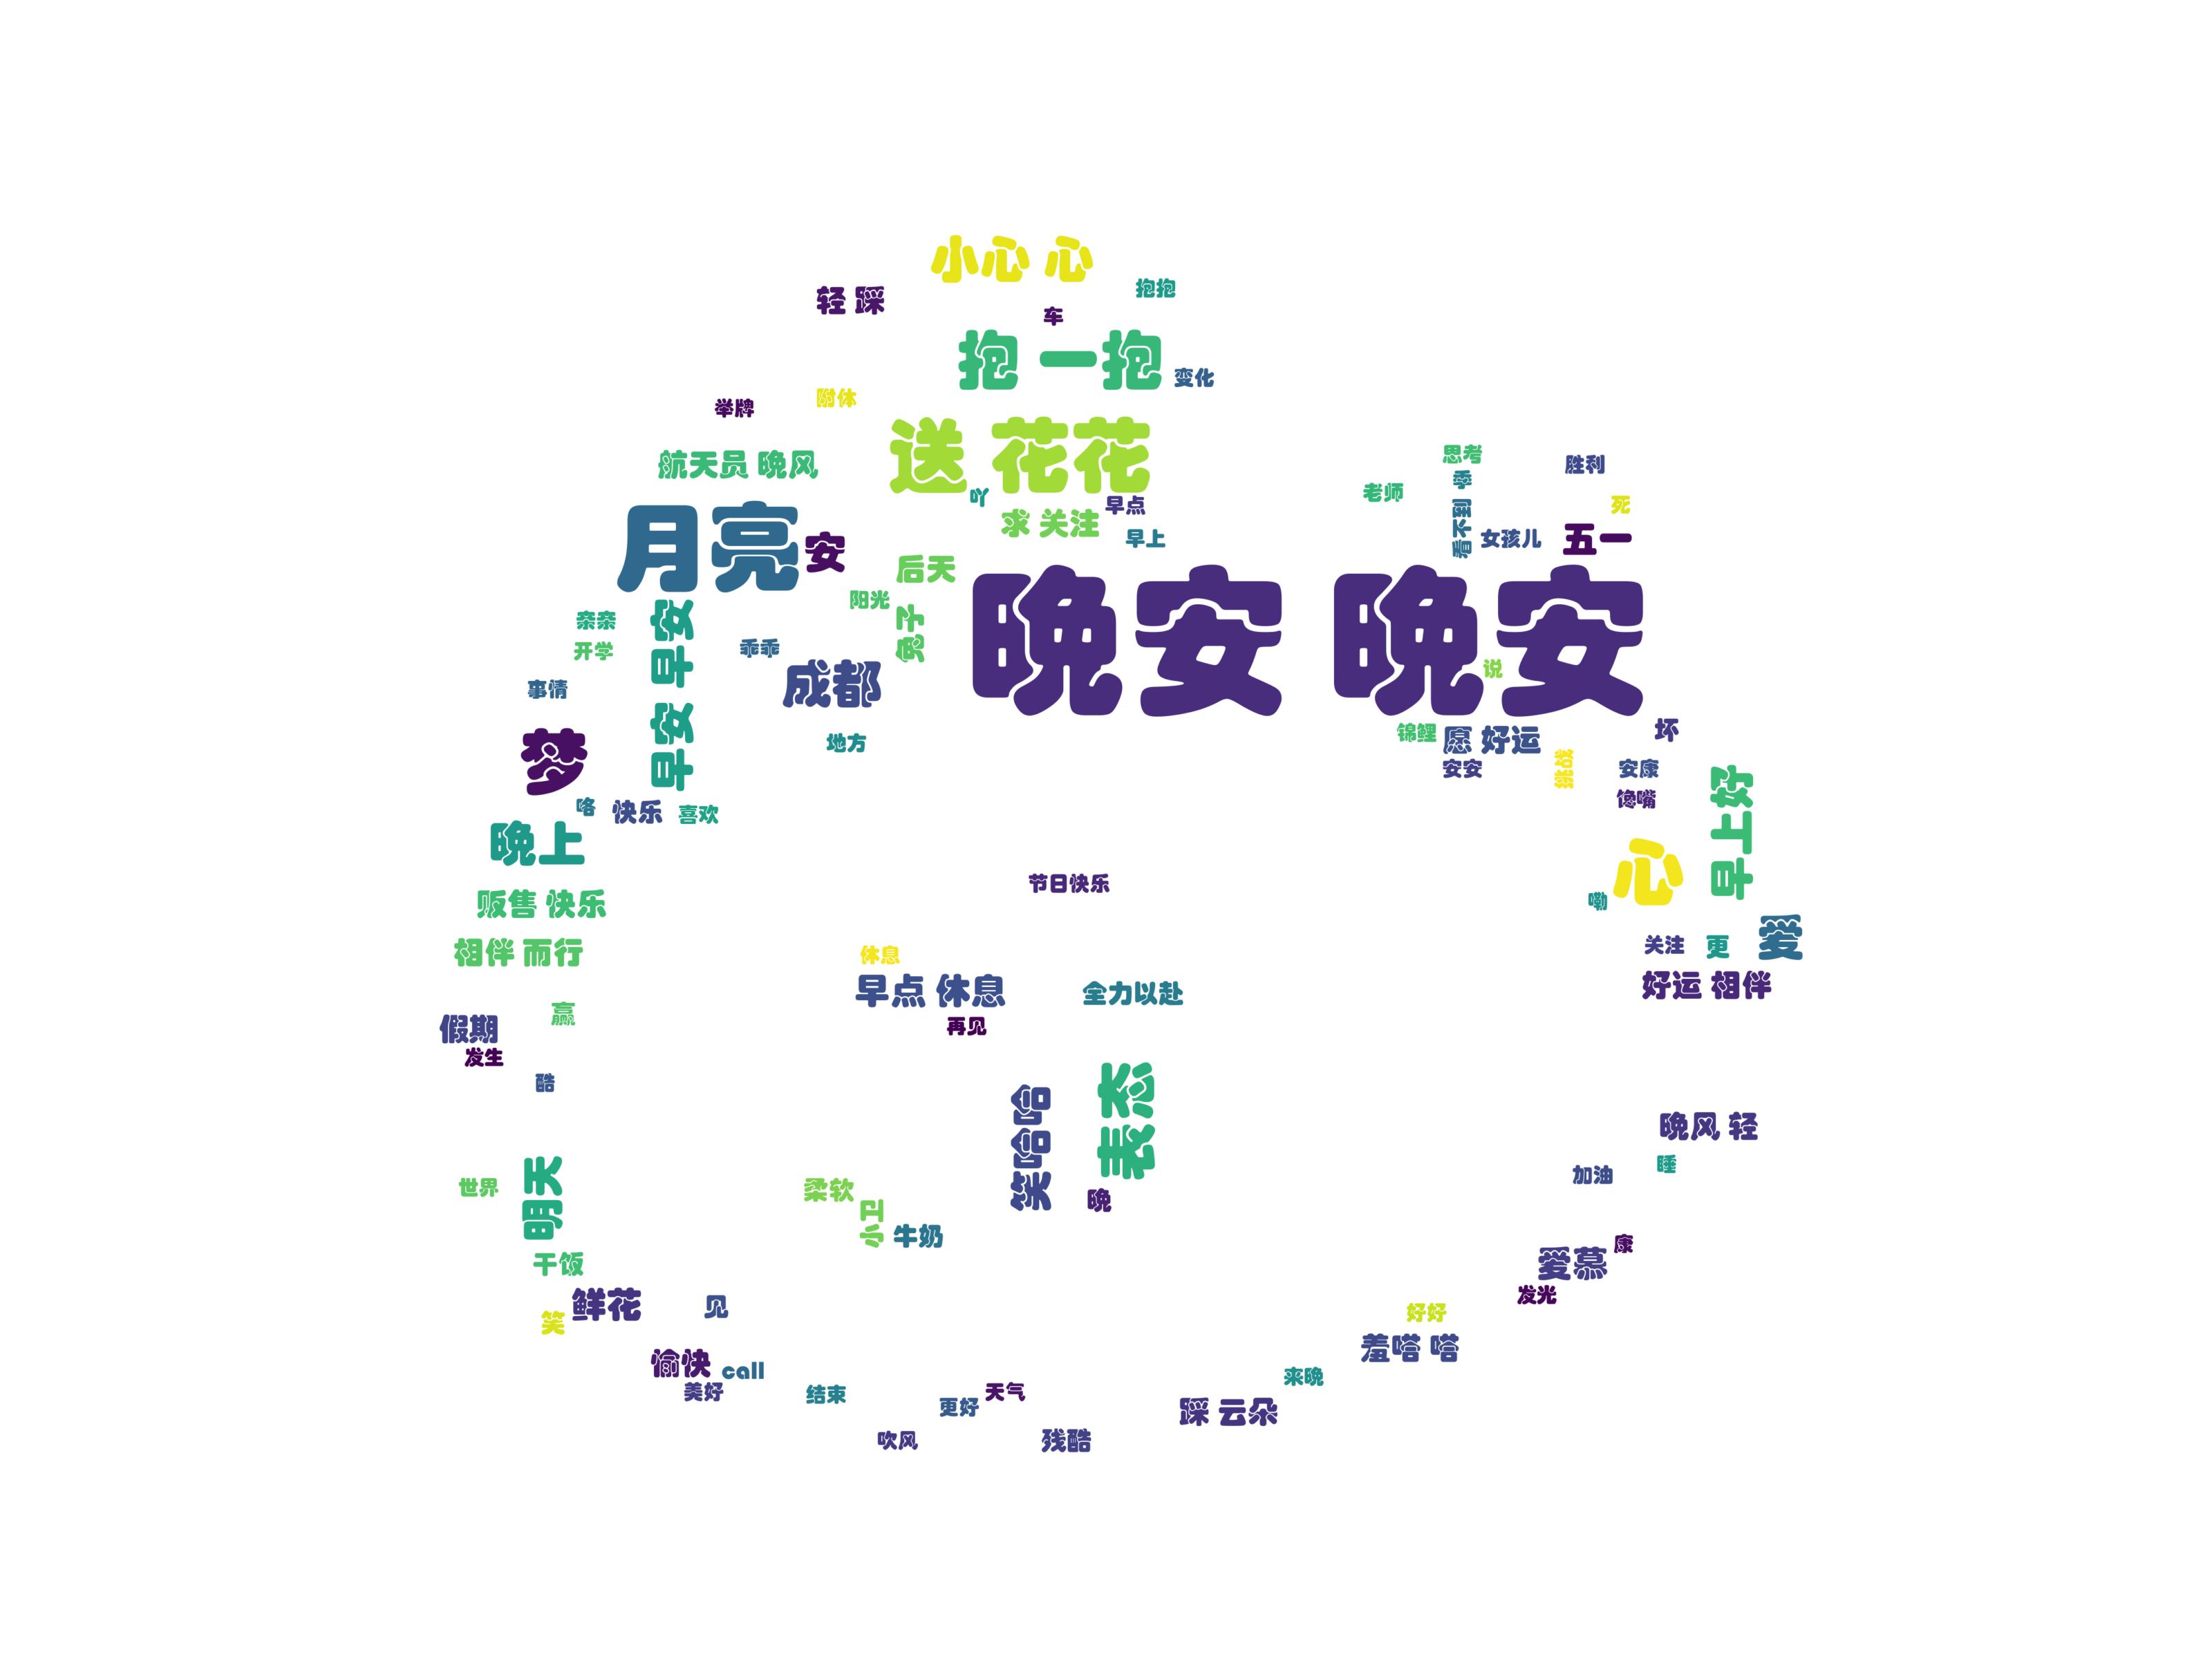 小心 心
抱抱
轻 踩
车
抱 一抱
变化
附体
举牌
送 花花
思考
航天员 晚风
胜利
季
老师
吖
早点
死
看不到
求 关注
早上
女孩儿
五一
月亮
安
后天
阳光
亲亲
早安 早安
兔子
晚安 晚安
开学
乖乖
说
成都
事情
坏
锦鲤
愿 好运
地方
梦
安安
挑战
安康
馋嘴
咯
快乐
喜欢
早上好
晚上
心
节日快乐
嘞
贩售 快乐
爱
关注
更
相伴 而行
休息
好运 相伴
早点 休息
全力以赴
赢
假期
再见
发生
酷
表态
晚风 轻
笑哈哈
睡
加油
世界
明天
柔软
晚
小卫
牛奶
康
干饭
爱慕
发光
鲜花
见
好好
笑
羞嗒 嗒
愉快
call
来晚
美好
结束
天气
更好
踩 云朵
吹风
残酷